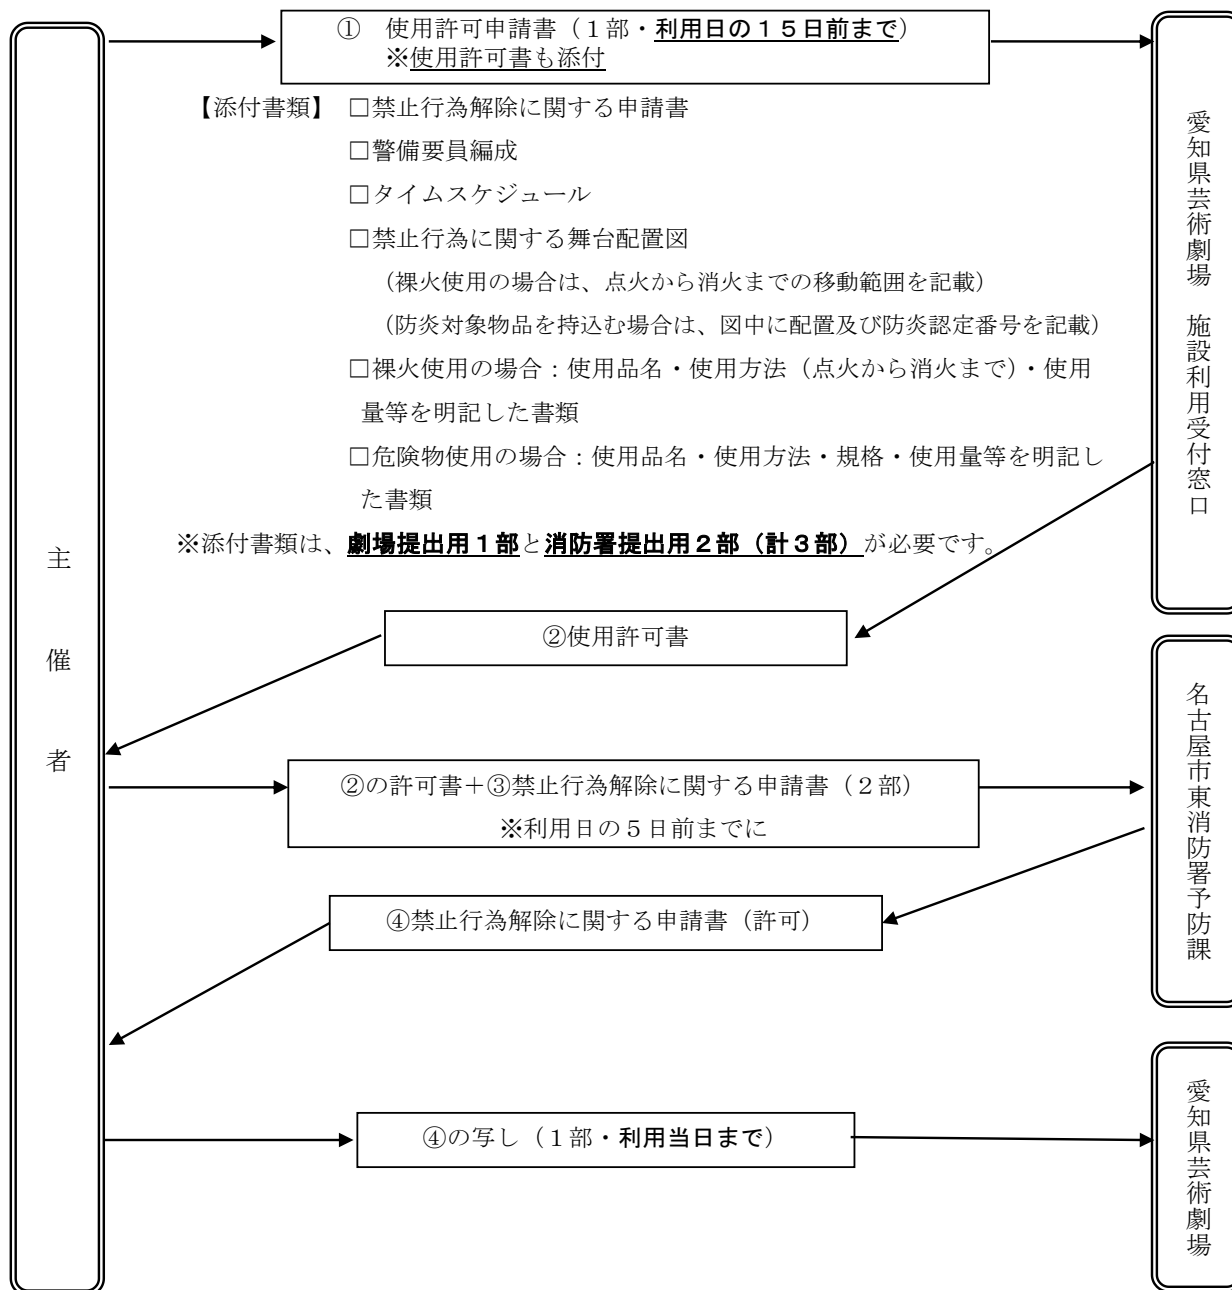 ① 使用許可申請書（１部・利用日の１５日前まで）
※使用許可書も添付
【添付書類】 □禁止行為解除に関する申請書
□警備要員編成
□タイムスケジュール
□禁止行為に関する舞台配置図
（裸火使用の場合は、点火から消火までの移動範囲を記載）
（防炎対象物品を持込む場合は、図中に配置及び防炎認定番号を記載）
□裸火使用の場合：使用品名・使用方法（点火から消火まで）・使用
量等を明記した書類
□危険物使用の場合：使用品名・使用方法・規格・使用量等を明記し
た書類
※添付書類は、劇場提出用１部と消防署提出用２部（計３部）が必要です。
愛知県芸術劇場 施設利用受付窓口
主催者
②使用許可書
②の許可書＋③禁止行為解除に関する申請書（２部）
※利用日の５日前までに
名古屋市東消防署予防課
④禁止行為解除に関する申請書（許可）
④の写し（１部・利用当日まで）
愛知県芸術劇場